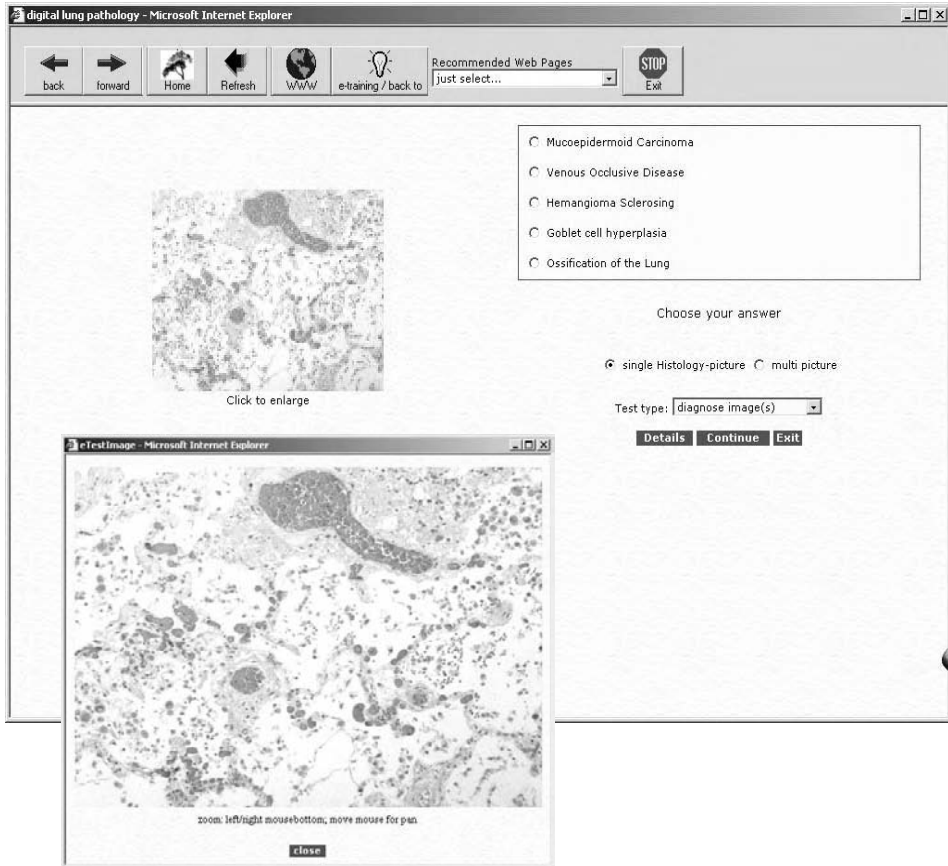 digital lung pathology - Microsoft Internet Explorer
Recommended Web Pages
just select...
back
forward
Home
Refresh
WWW
e-training / back to
STOP
Exit
Mucoepidermoid Carcinoma
Venous Occlusive Disease
Hemangioma Sclerosing
Goblet cell hyperplasia
Ossification of the Lung
Click to enlarge
Choose your answer
single Histology-picture multi picture
Test type: diagnose image(s)
Details Continue Exit
eTestImage - Microsoft Internet Explorer
zoom: left/right mousebottom; move mouse for pan
close